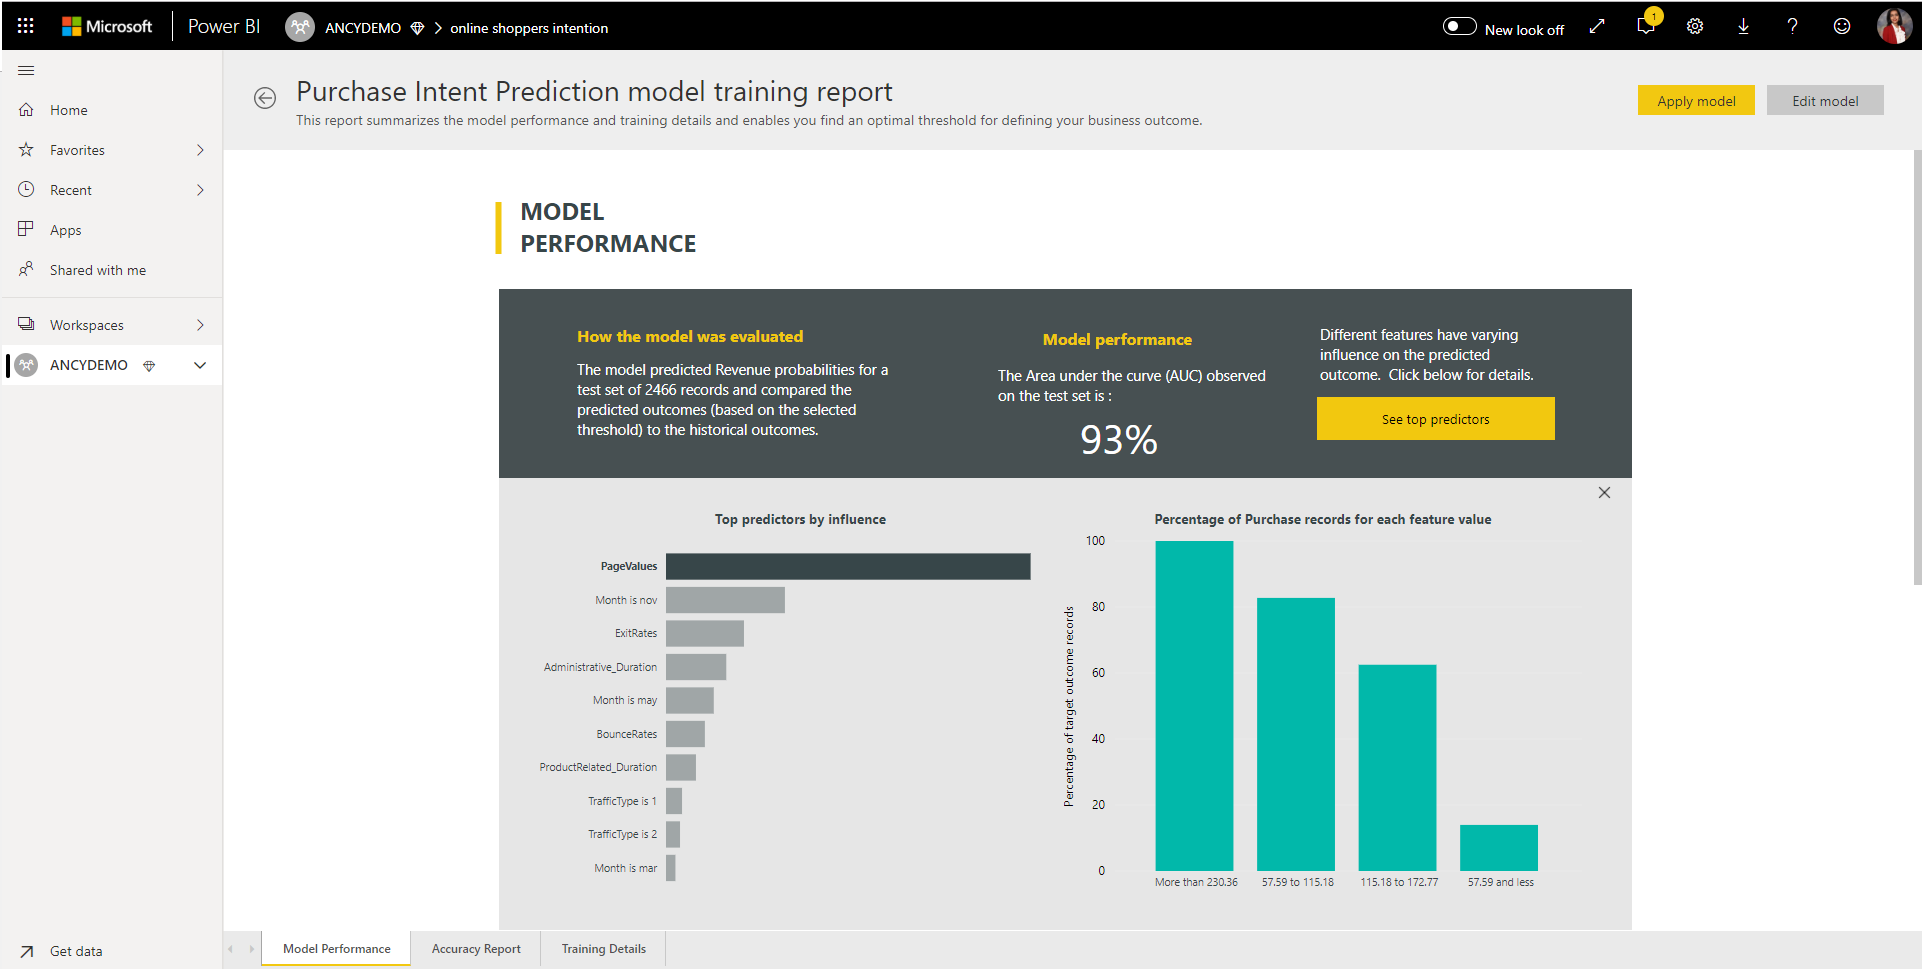 Microsoft
Power BI
ANCYDEMO
online shoppers intention
New look off
1
Home
Favorites
Recent
Apps
Shared with me
Workspaces
ANCYDEMO
Get data
Purchase Intent Prediction model training report
This report summarizes the model performance and training details and enables you find an optimal threshold for defining your business outcome.
Apply model
Edit model
MODEL
PERFORMANCE
How the model was evaluated
The model predicted Revenue probabilities for a
test set of 2466 records and compared the
predicted outcomes (based on the selected
threshold) to the historical outcomes.
Model performance
The Area under the curve (AUC) observed
on the test set is :
93%
Different features have varying
influence on the predicted
outcome. Click below for details.
See top predictors
Top predictors by influence
PageValues
Month is nov
ExitRates
Administrative_Duration
Month is may
BounceRates
ProductRelated_Duration
TrafficType is 1
TrafficType is 2
Month is mar
Percentage of Purchase records for each feature value
Percentage of target outcome records
100
80
60
40
20
0
More than 230.36
57.59 to 115.18
115.18 to 172.77
57.59 and less
Model Performance
Accuracy Report
Training Details